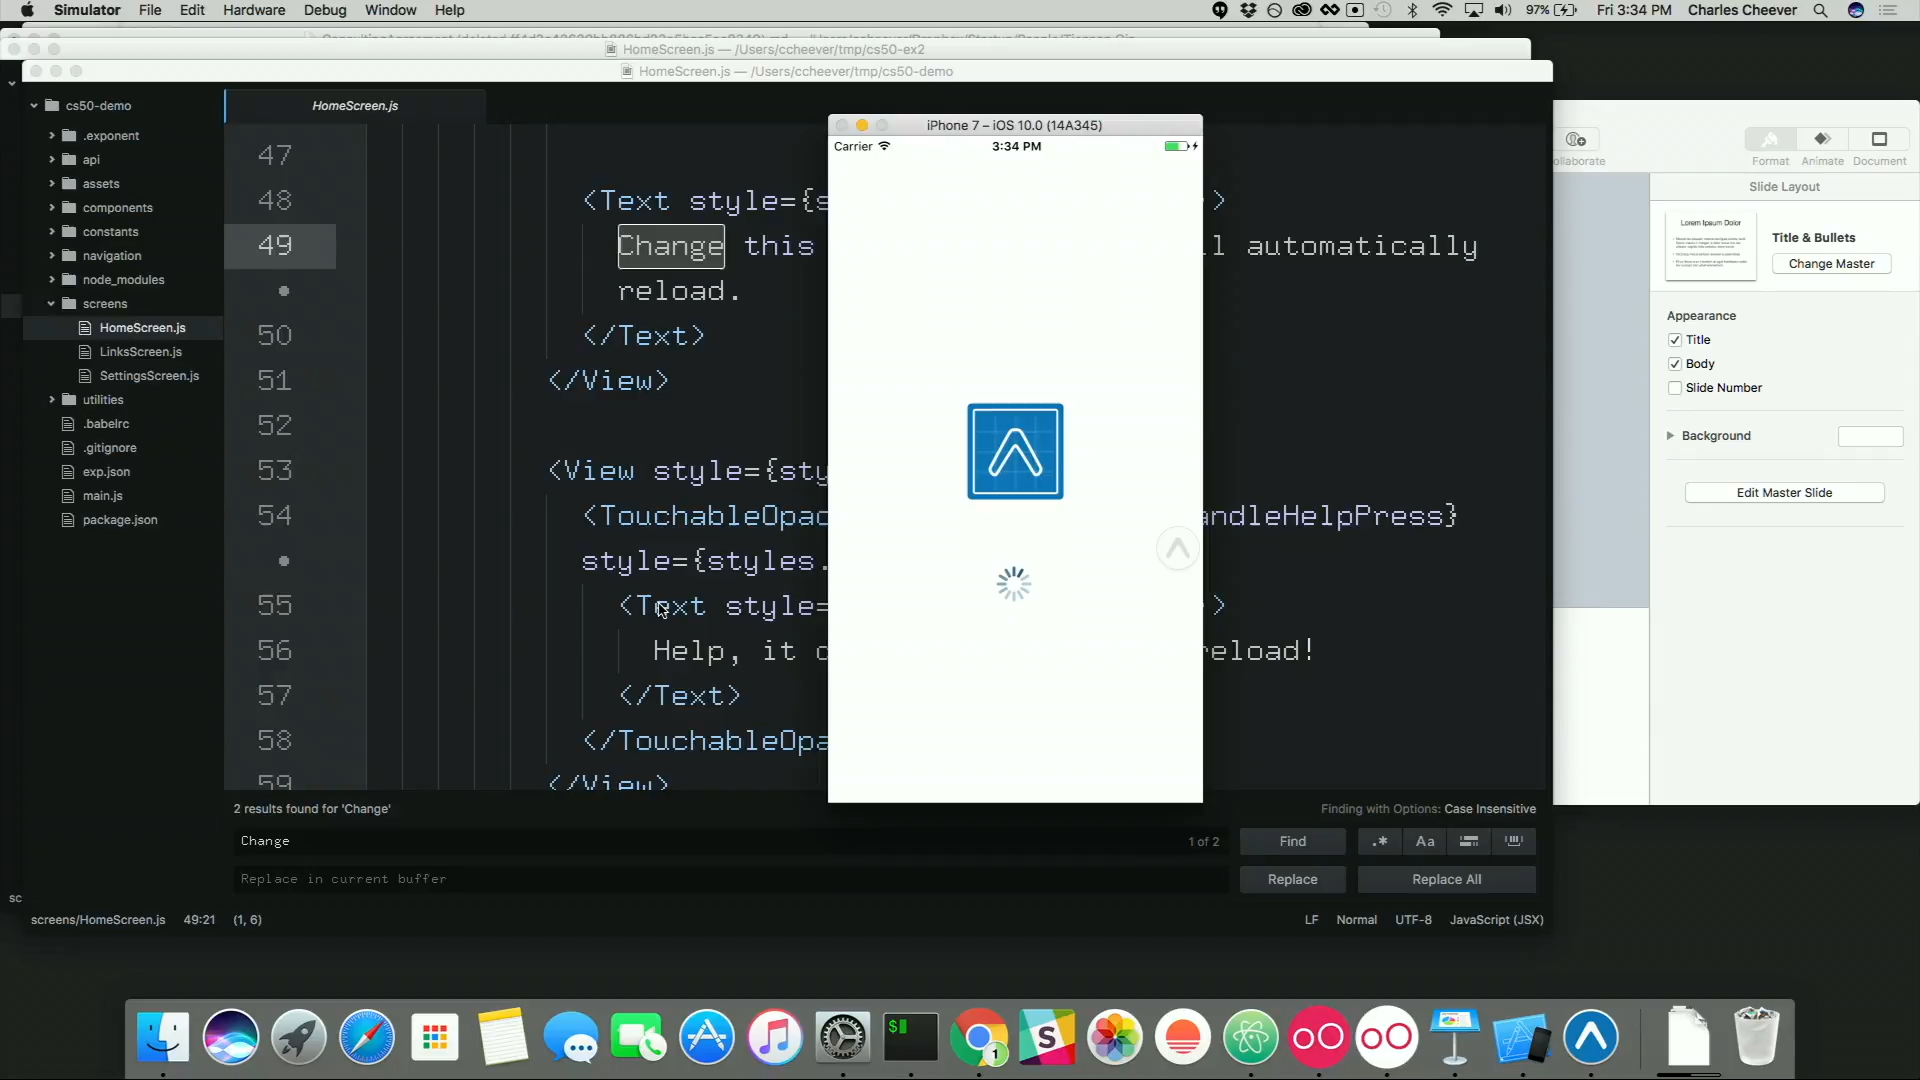 Simulator File Edit Hardware Debug Window Help
97% Fri 3:34 PM Charles Cheever
HomeScreen.js — /Users/ccheever/tmp/cs50-ex2
HomeScreen.js — /Users/ccheever/tmp/cs50-demo
cs50-demo
.exponent
api
assets
components
constants
navigation
node_modules
screens
HomeScreen.js
LinksScreen.js
SettingsScreen.js
utilities
.babelrc
.gitignore
exp.json
main.js
package.json
HomeScreen.js
47
48 <Text style={s >
49 Change this l automatically
reload.
50 </Text>
51 </View>
52
53 <View style={sty
54 <TouchableOpac andleHelpPress}
style={styles.
55 <Text style= >
56 Help, it reload!
57 </Text>
58 </TouchableOpa
59 </View>
iPhone 7 – iOS 10.0 (14A345)
Carrier 3:34 PM
2 results found for 'Change'
Finding with Options: Case Insensitive
Change
1 of 2
Find
.*
Aa
Replace in current buffer
Replace
Replace All
sc
screens/HomeScreen.js 49:21 (1, 6)
LF Normal UTF-8 JavaScript (JSX)
ollaborate
Format Animate Document
Slide Layout
Lorem Ipsum Dolor
Title & Bullets
Change Master
Appearance
Title
Body
Slide Number
Background
Edit Master Slide
$
1
S